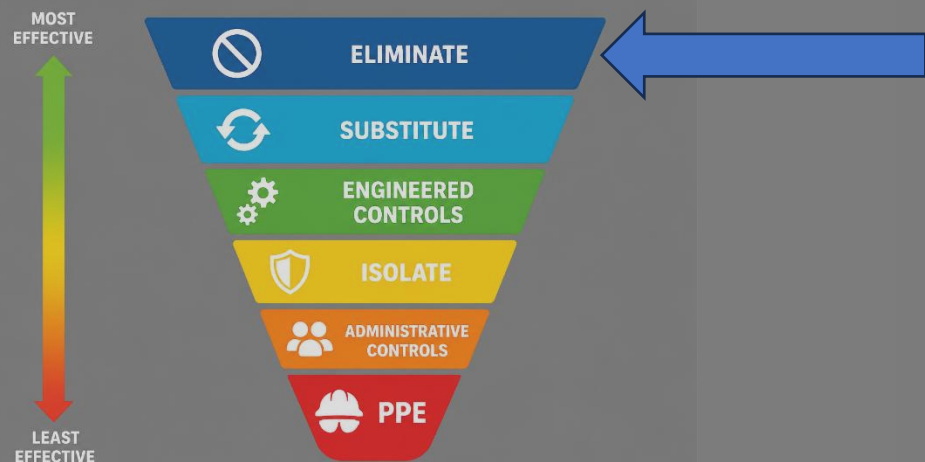 MOST
EFFECTIVE
ELIMINATE
SUBSTITUTE
ENGINEERED
CONTROLS
ISOLATE
ADMINISTRATIVE
CONTROLS
PPE
LEAST
EFFECTIVE